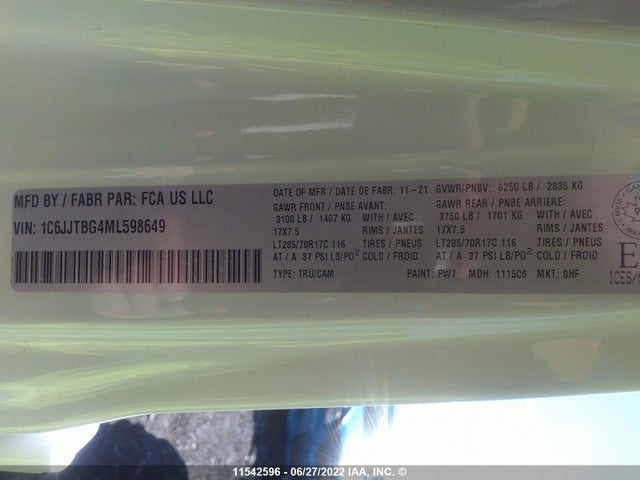 MFD BY / FABR PAR: FCA US LLC
VIN: 1C6JJTBG4ML598649
DATE OF MFR / DATE DE FABR: 11-21 GVWR/PNBV: 6250 LB / 2835 KG
GAWR FRONT / PNBE AVANT: GAWR REAR / PNBE ARRIERE:
3100 LB / 1407 KG WITH / AVEC 3750 LB / 1701 KG WITH / AVEC
17X7.5 RIMS / JANTES 17X7.5 RIMS / JANTES
LT285/70R17C 116 TIRES / PNEUS LT285/70R17C 116 TIRES / PNEUS
AT / A 37 PSI LB/PO² COLD / FROID AT / A 37 PSI LB/PO² COLD / FROID
TYPE: TRU/CAM PAINT: PW7 MDH: 111506 MKT: 8HF
E
ICES/
11542596 - 06/27/2022 IAA, INC. ©